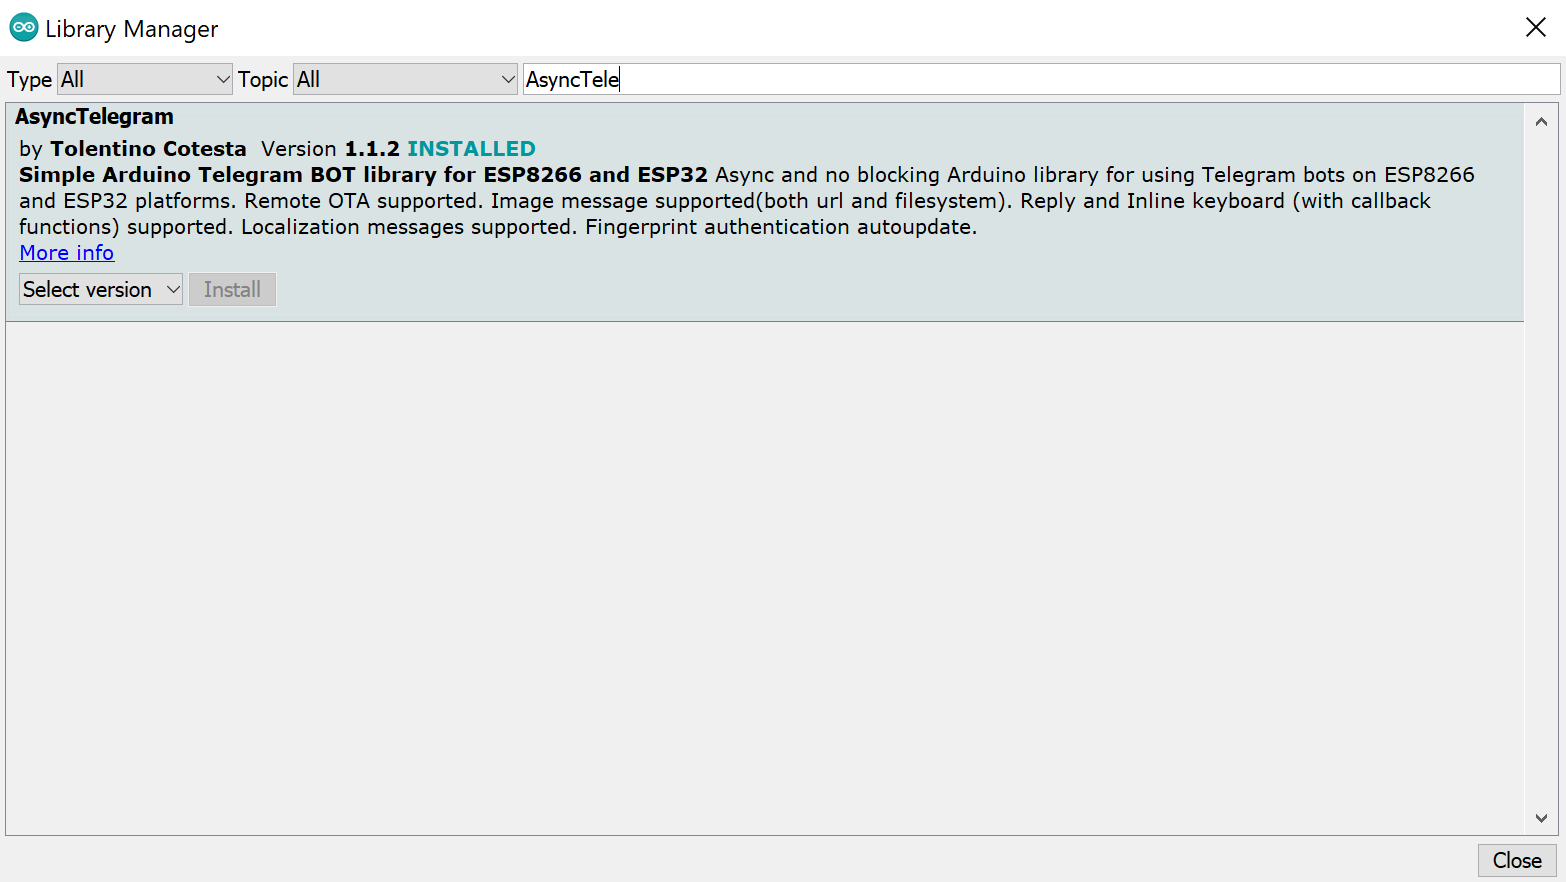 Library Manager
Type All Topic All AsyncTele
AsyncTelegram
by Tolentino Cotesta Version 1.1.2 INSTALLED
Simple Arduino Telegram BOT library for ESP8266 and ESP32 Async and no blocking Arduino library for using Telegram bots on ESP8266
and ESP32 platforms. Remote OTA supported. Image message supported(both url and filesystem). Reply and Inline keyboard (with callback
functions) supported. Localization messages supported. Fingerprint authentication autoupdate.
More info
Select version Install
Close